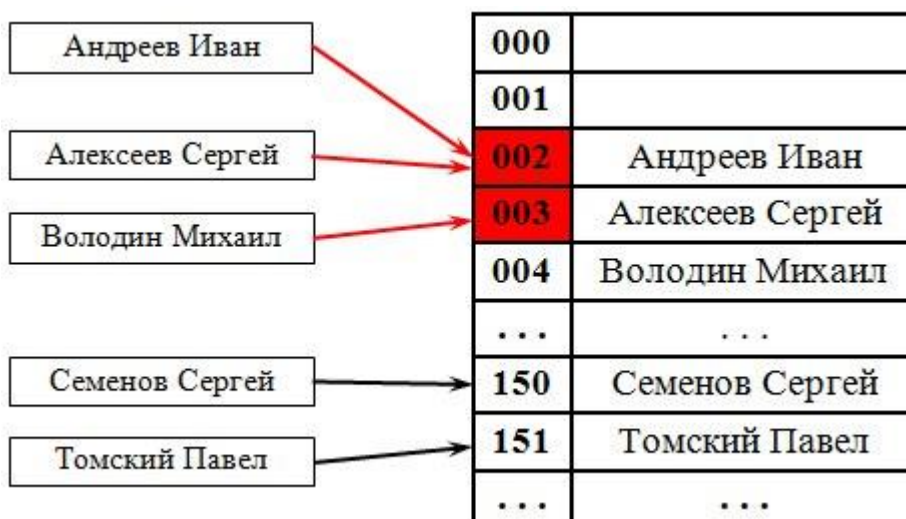 Андреев Иван
Алексеев Сергей
Володин Михаил
Семенов Сергей
Томский Павел
000
001
002 Андреев Иван
003 Алексеев Сергей
004 Володин Михаил
. . . . . .
150 Семенов Сергей
151 Томский Павел
. . . . . .